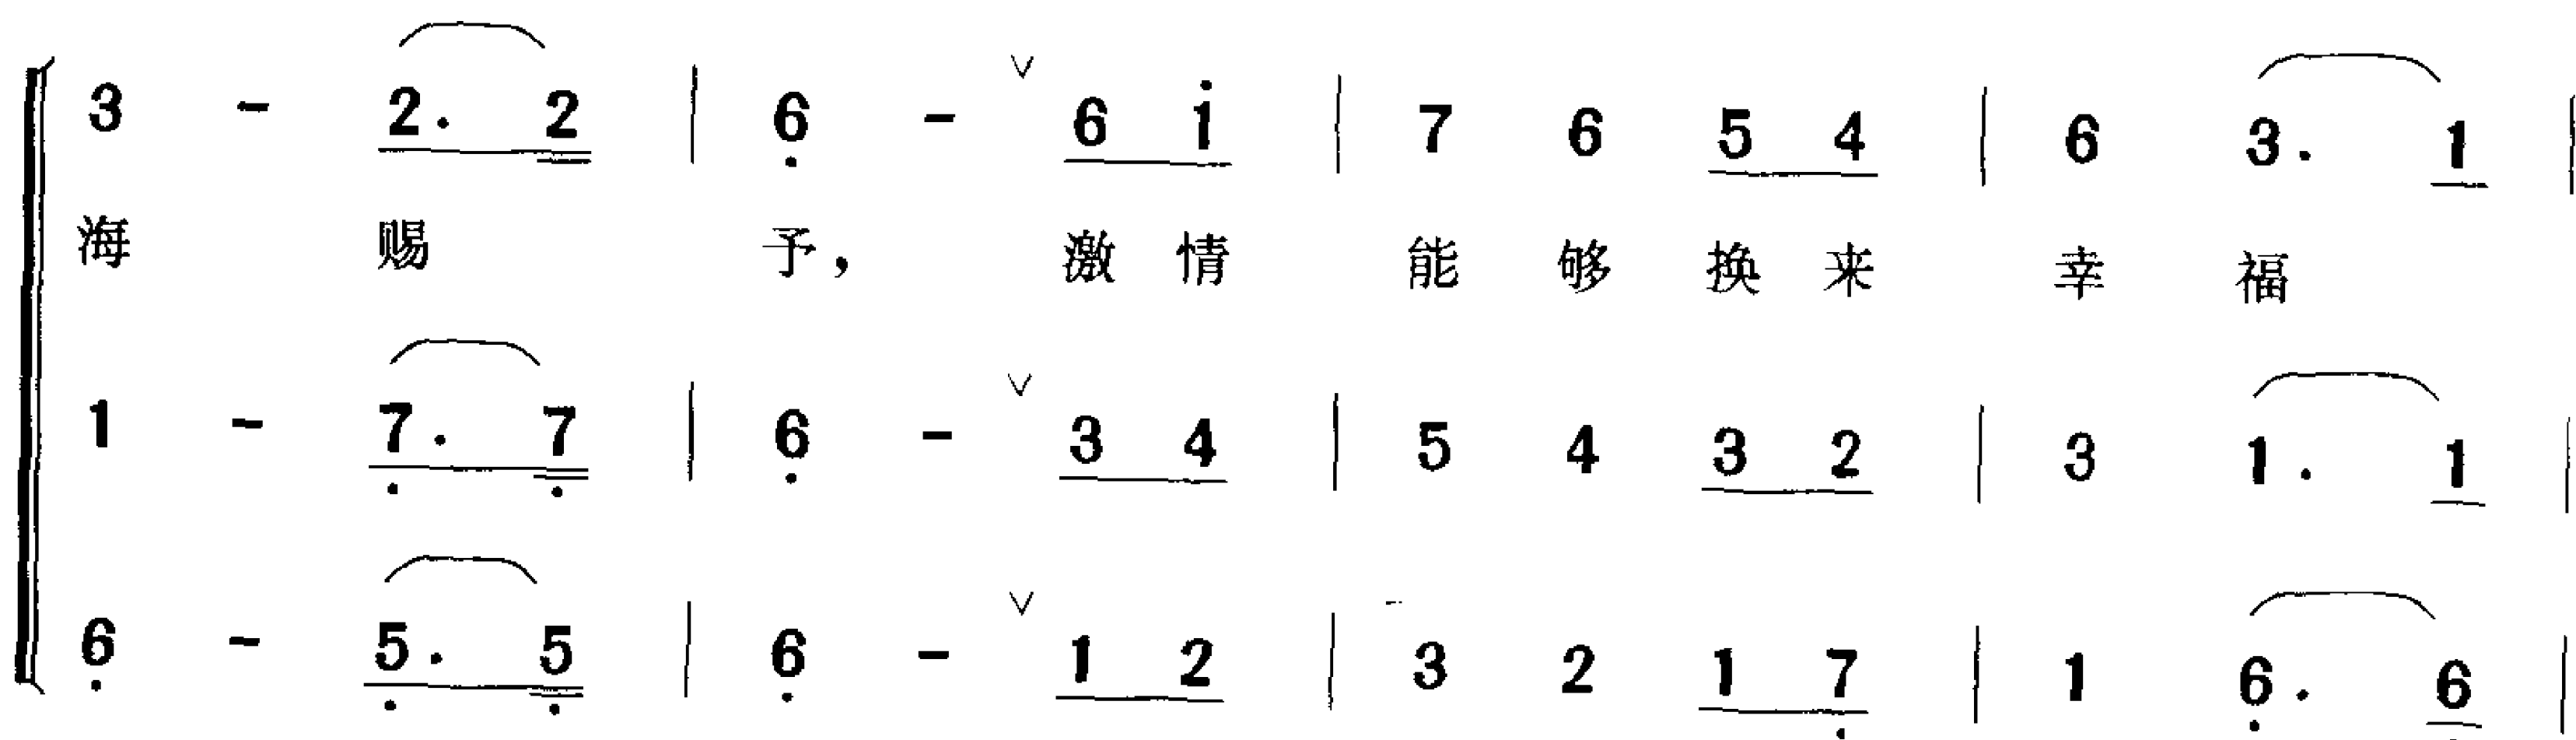 3 - 2. 2 | 6̣ - ∨ 6 i | 7 6 5 4 | 6 3. 1 |
海 赐 予， 激 情 能 够 换 来 幸 福
1 - 7̣. 7̣ | 6̣ - ∨ 3 4 | 5 4 3 2 | 3 1. 1 |
6̣ - 5̣. 5̣ | 6̣ - ∨ 1 2 | 3 2 1 7̣ | 1 6̣. 6̣ |